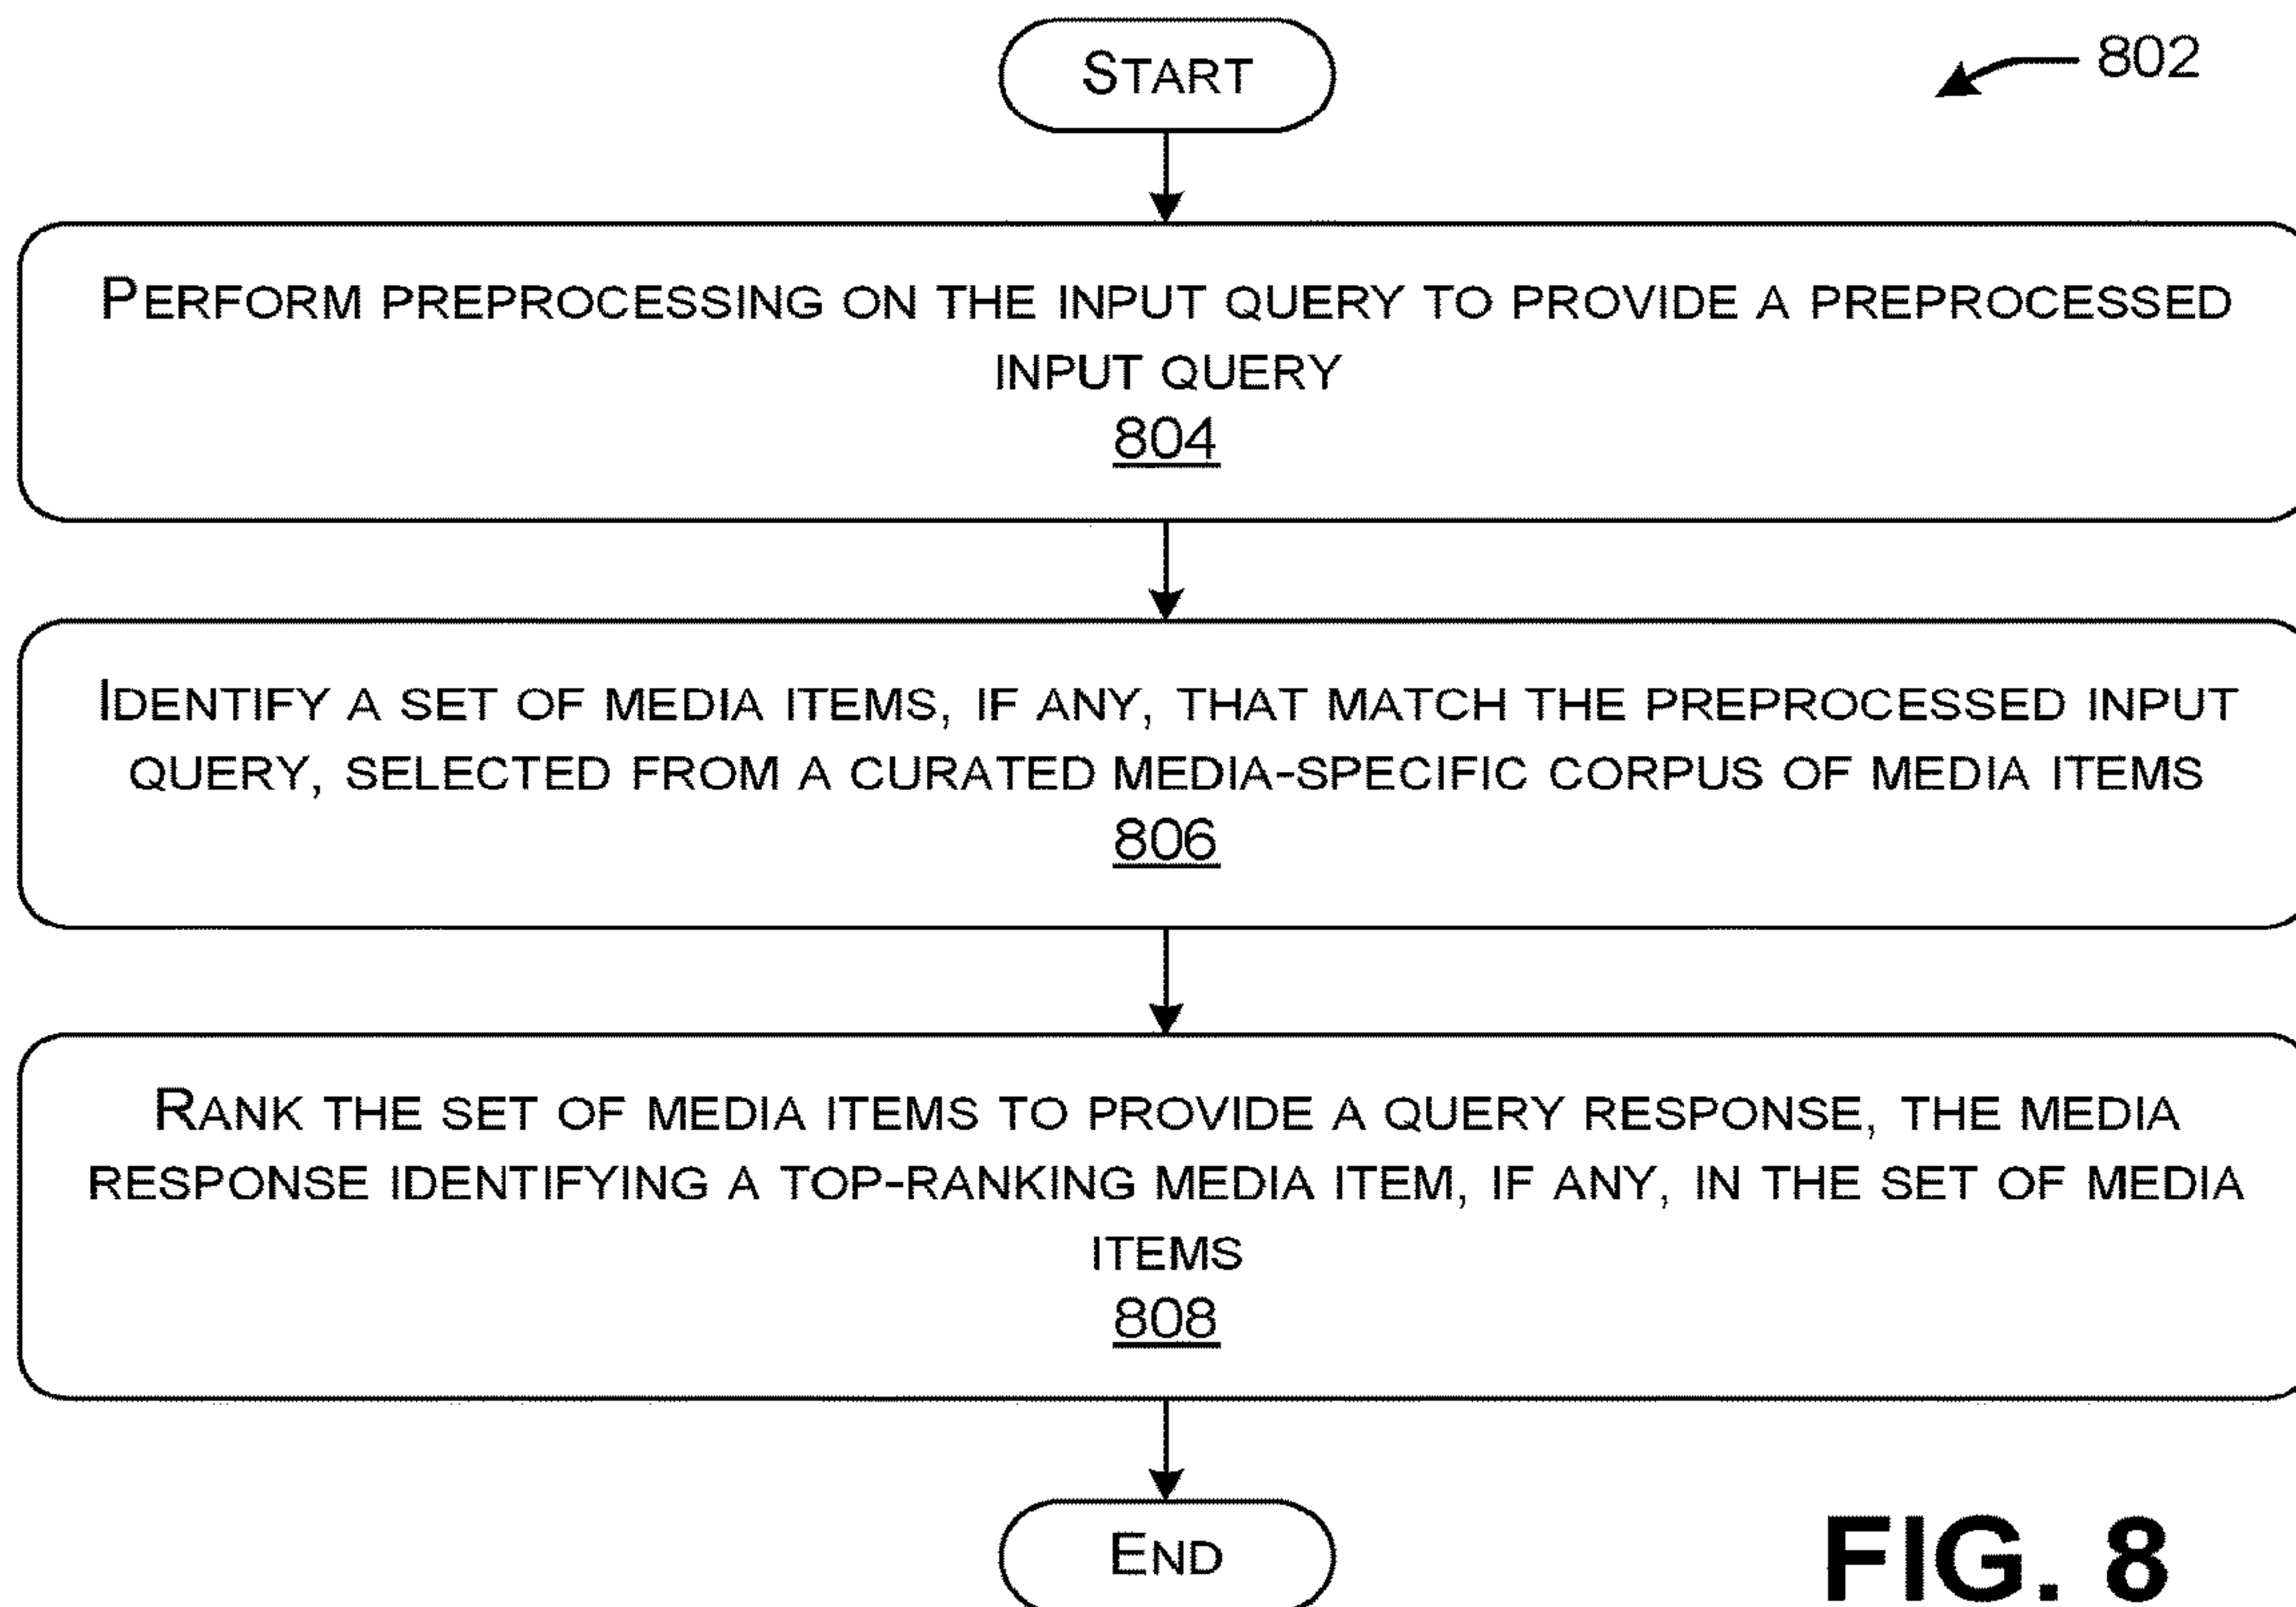 START
802
PERFORM PREPROCESSING ON THE INPUT QUERY TO PROVIDE A PREPROCESSED
INPUT QUERY
804
IDENTIFY A SET OF MEDIA ITEMS, IF ANY, THAT MATCH THE PREPROCESSED INPUT
QUERY, SELECTED FROM A CURATED MEDIA-SPECIFIC CORPUS OF MEDIA ITEMS
806
RANK THE SET OF MEDIA ITEMS TO PROVIDE A QUERY RESPONSE, THE MEDIA
RESPONSE IDENTIFYING A TOP-RANKING MEDIA ITEM, IF ANY, IN THE SET OF MEDIA
ITEMS
808
END
FIG. 8